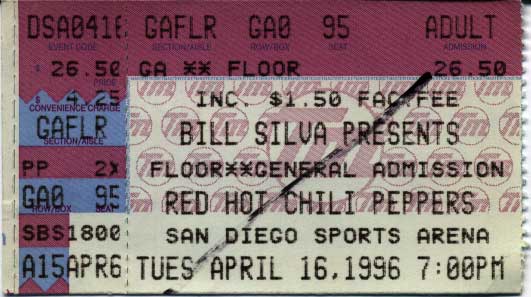 DSA0416 GAFLR GA0 95 ADULT
EVENT CODE SECTION/AISLE ROW/BOX SEAT ADMISSION
$ 26.50 GA ** FLOOR 26.50
$ 4.25 INC. $1.50 FAC.FEE
CONVENIENCE CHARGE
GAFLR BILL SILVA PRESENTS
SECTION/AISLE
PP 2X FLOOR**GENERAL ADMISSION
GA0 95 RED HOT CHILI PEPPERS
ROW/BOX SEAT
SBS1800 SAN DIEGO SPORTS ARENA
A15APR6 TUES APRIL 16,1996 7:00PM